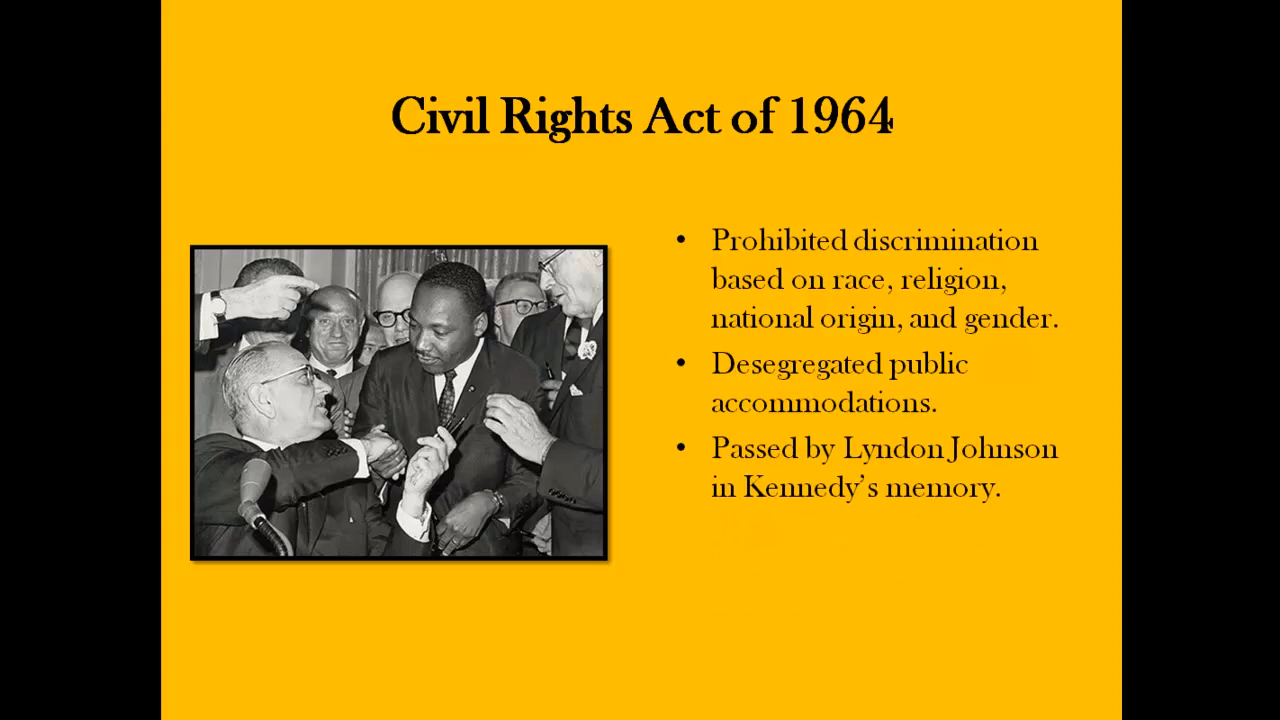 Civil Rights Act of 1964
• Prohibited discrimination
based on race, religion,
national origin, and gender.
• Desegregated public
accommodations.
• Passed by Lyndon Johnson
in Kennedy’s memory.